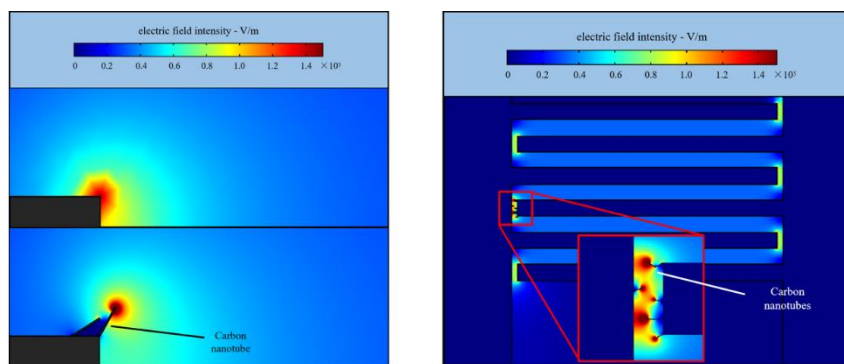 electric field intensity - V/m
0 0.2 0.4 0.6 0.8 1.0 1.2 1.4 ×10⁵
Carbon
nanotube
electric field intensity - V/m
0 0.2 0.4 0.6 0.8 1.0 1.2 1.4 ×10⁵
Carbon
nanotubes